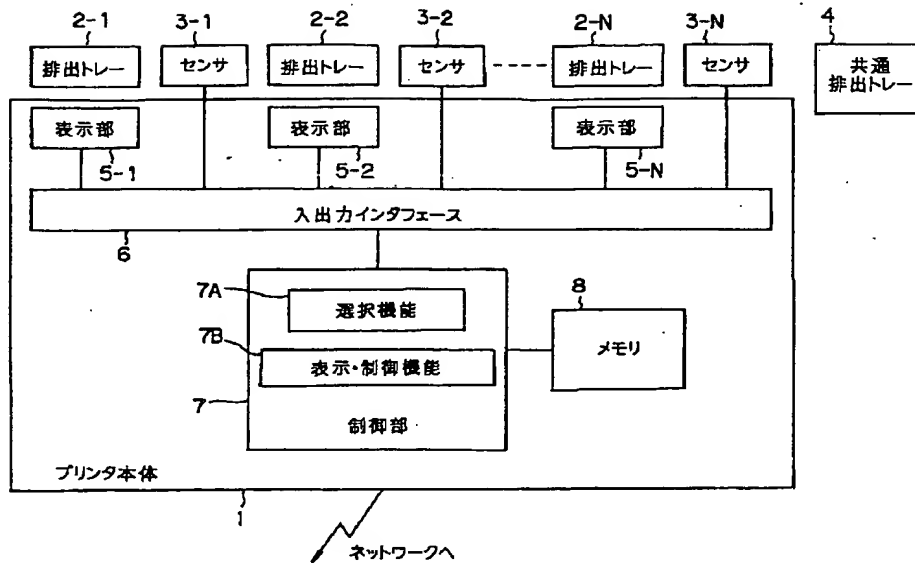 2-1 3-1 2-2 3-2 2-N 3-N 4
排出トレー センサ 排出トレー センサ 排出トレー センサ 共通
排出トレー
表示部 表示部 表示部
5-1 5-2 5-N
入出力インタフェース
6
7A
選択機能
8
7B
表示・制御機能
メモリ
7
制御部
プリンタ本体
1
ネットワークへ